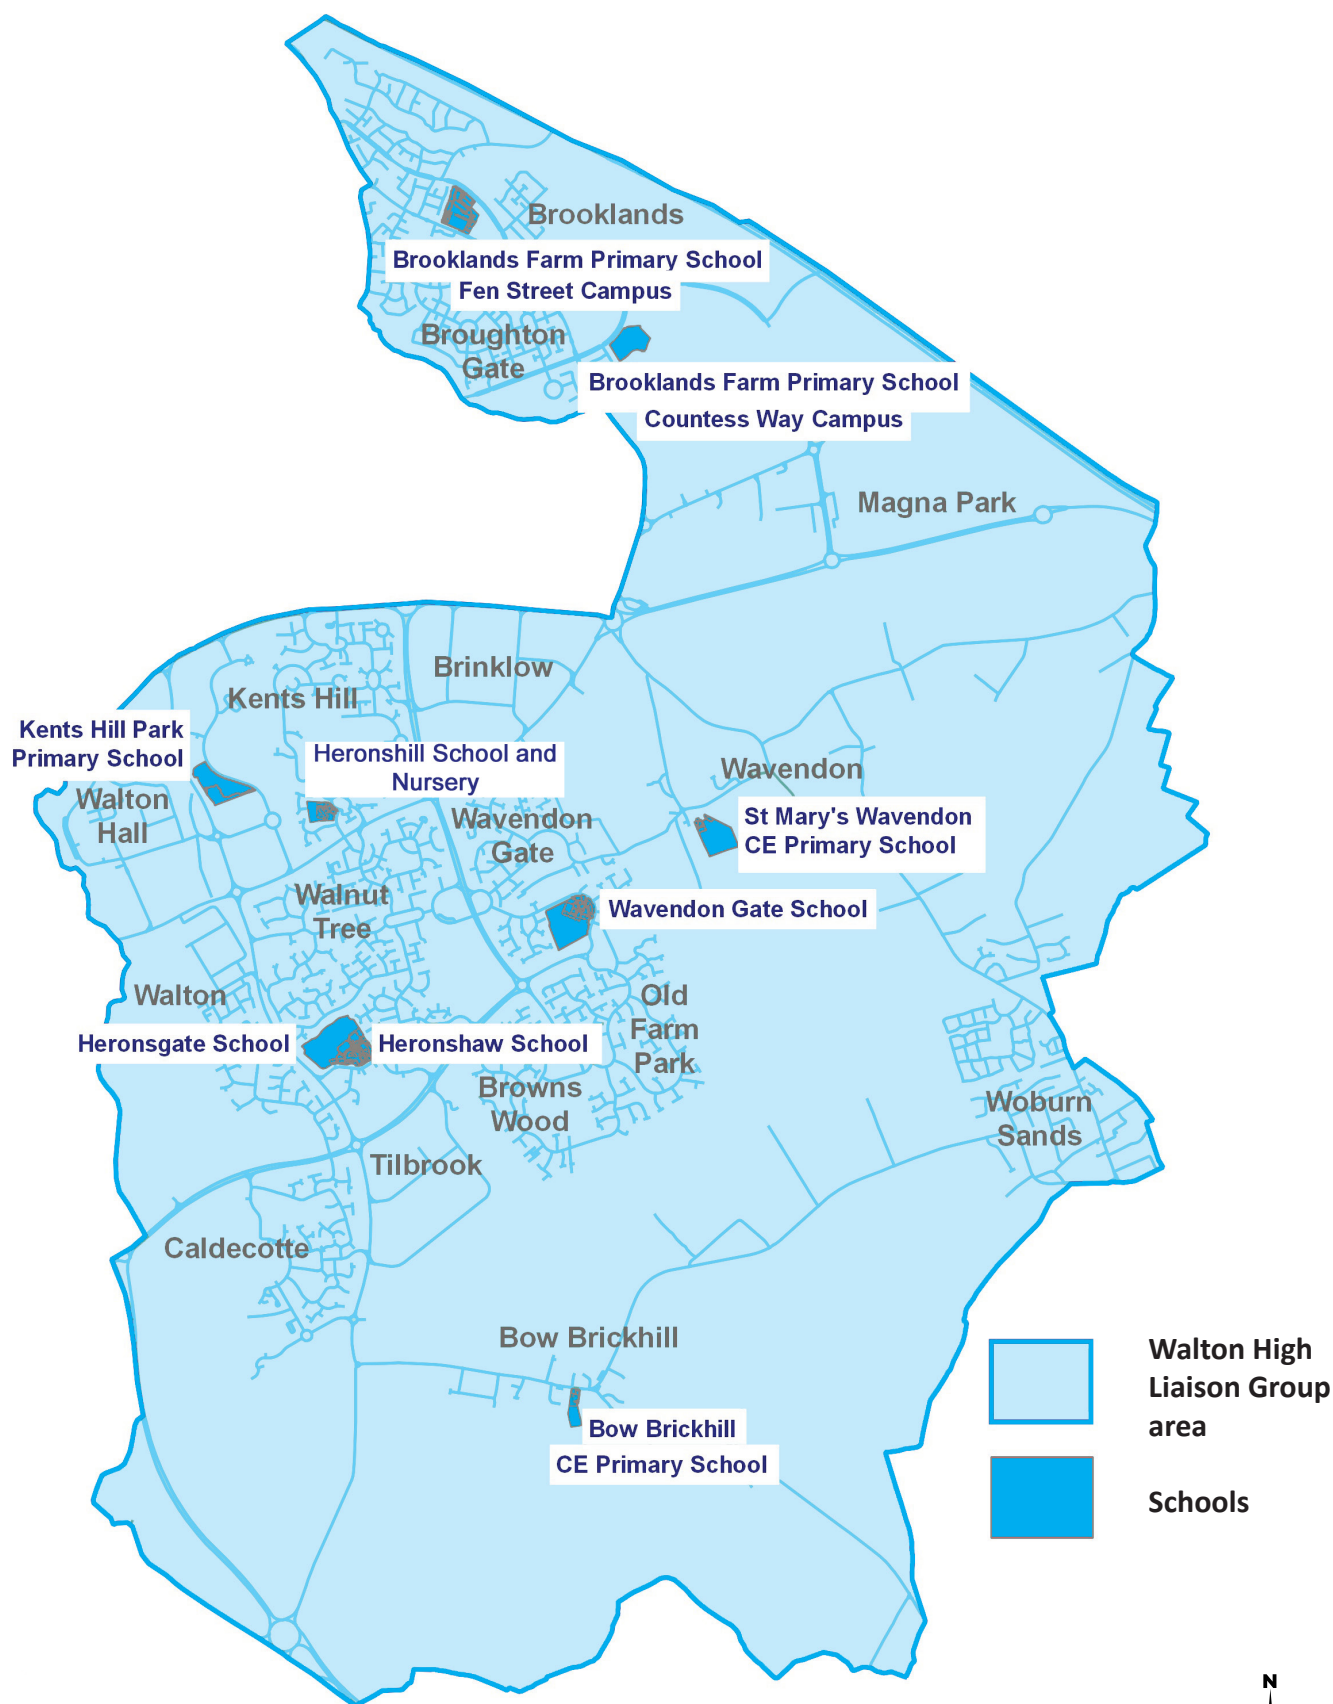 Brooklands
Brooklands Farm Primary School
Fen Street Campus
Broughton
Gate
Brooklands Farm Primary School
Countess Way Campus
Magna Park
Brinklow
Kents Hill
Kents Hill Park
Primary School
Heronshill School and
Nursery
Wavendon
Walton
Hall
Wavendon
Gate
St Mary's Wavendon
CE Primary School
Walnut
Tree
Wavendon Gate School
Walton
Old
Farm
Park
Heronsgate School
Heronshaw School
Browns
Wood
Woburn
Sands
Tilbrook
Caldecotte
Bow Brickhill
Bow Brickhill
CE Primary School
Walton High
Liaison Group
area
Schools
N